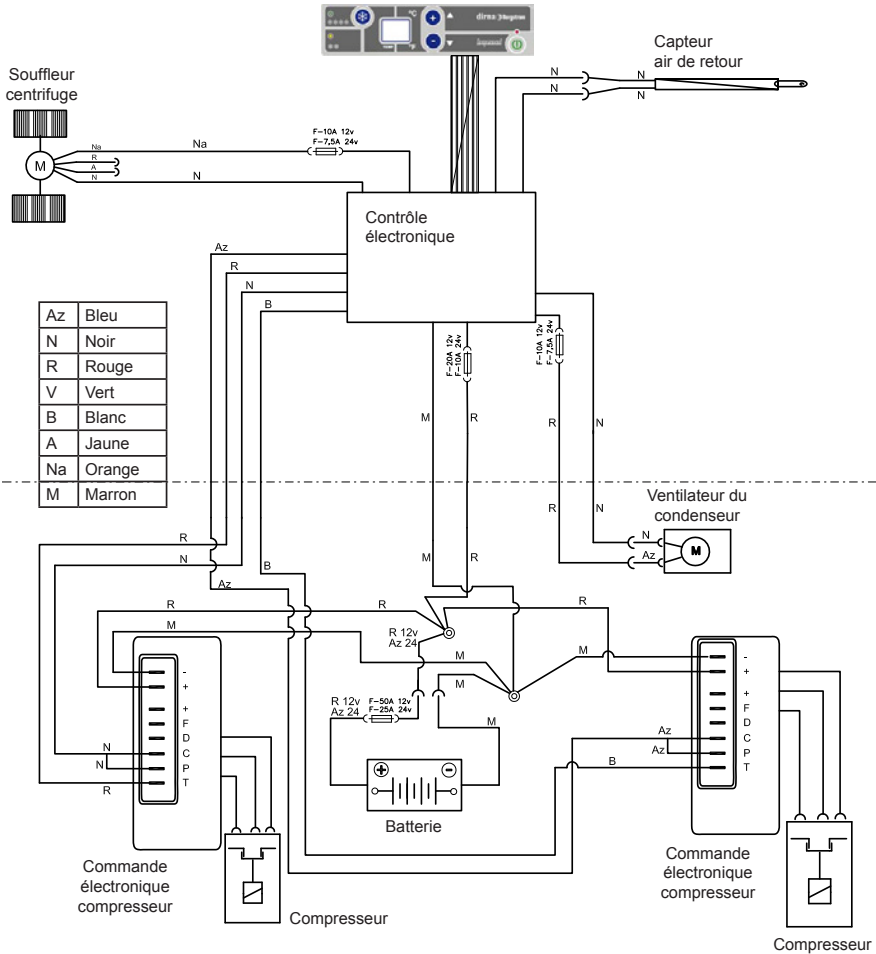 °C
dirna Bergstrom
°F
Souffleur
centrifuge
Capteur
air de retour
N
N
N
N
F-10A 12v
F-7,5A 24v
Na
R
A
N
Na
N
M
Contrôle
électronique
Az
R
N
B
Az Bleu
N Noir
R Rouge
V Vert
B Blanc
A Jaune
Na Orange
M Marron
F-20A 12v
F-10A 24v
F-10A 12v
F-7,5A 24v
M
R
R
N
Ventilateur du
condenseur
M
R
R
N
N
Az
M
R
N
B
Az
R
M
R
R
R 12v
Az 24
M
M
M
R 12v
Az 24
F-50A 12v
F-25A 24v
M
+
-
Batterie
-
+
+
F
D
C
P
T
N
N
R
Commande
électronique
compresseur
Compresseur
-
+
+
F
D
C
P
T
Az
Az
B
Commande
électronique
compresseur
Compresseur